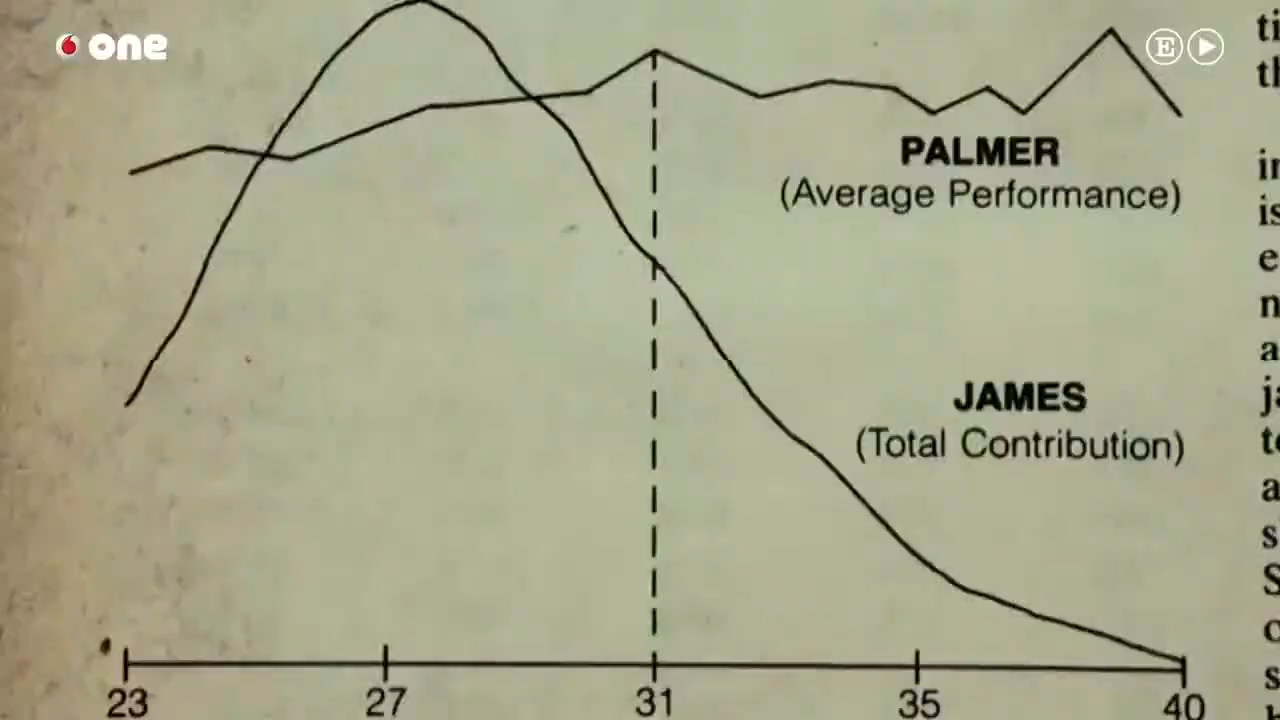 one
E
PALMER
(Average Performance)
JAMES
(Total Contribution)
23 27 31 35 40